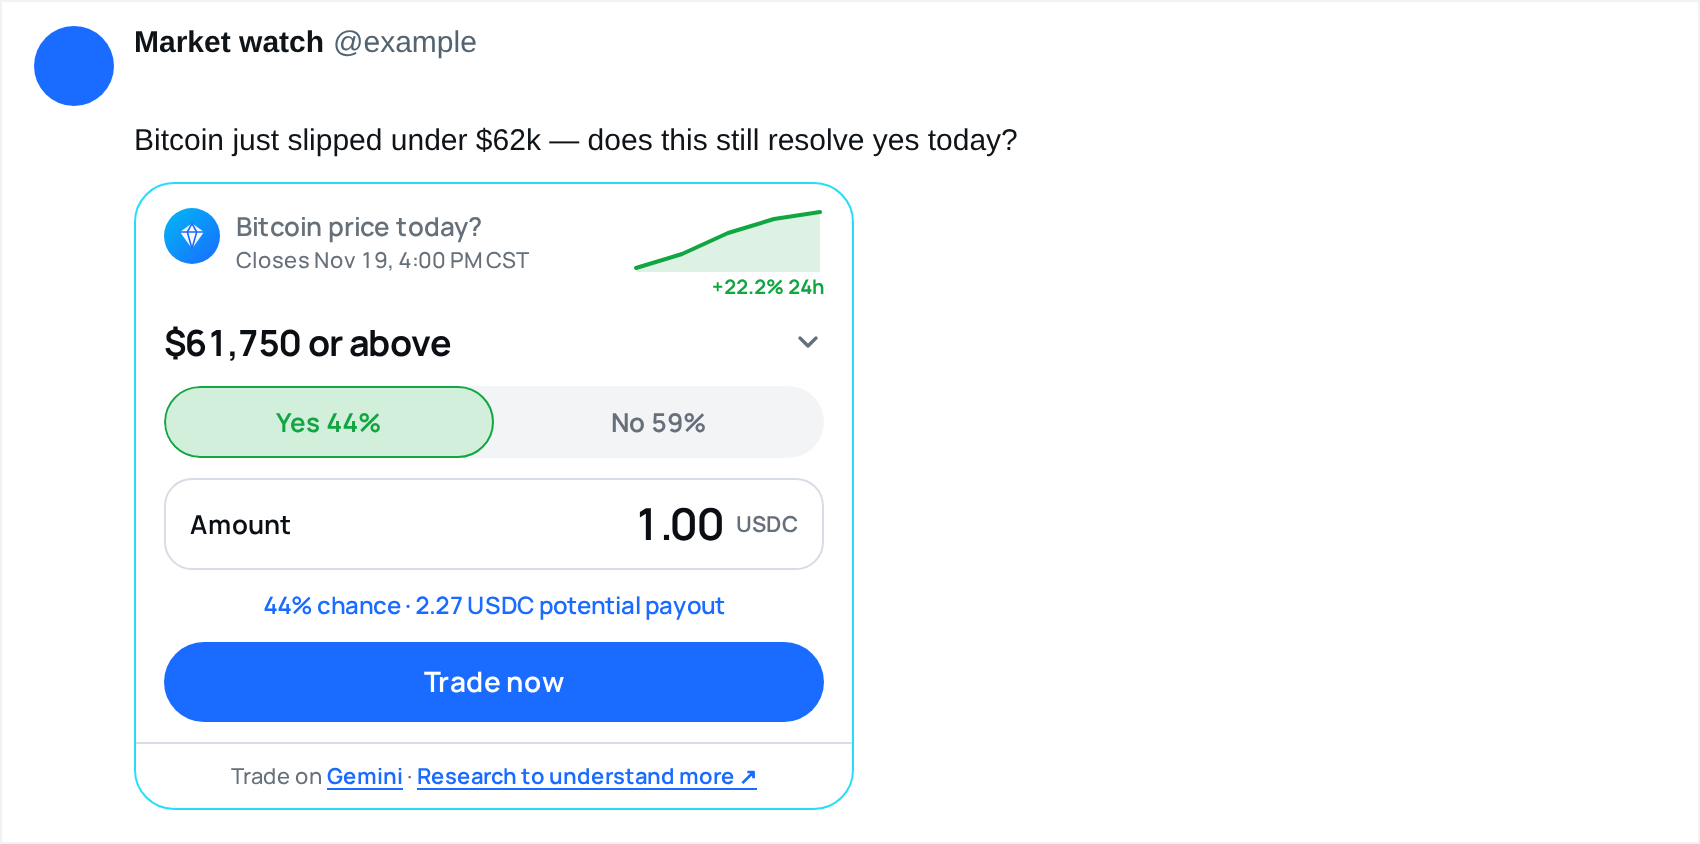 Market watch @example
Bitcoin just slipped under $62k — does this still resolve yes today?
Bitcoin price today?
Closes Nov 19, 4:00 PM CST
+22.2% 24h
$61,750 or above
Yes 44%
No 59%
Amount
1.00 USDC
44% chance · 2.27 USDC potential payout
Trade now
Trade on Gemini · Research to understand more ↗